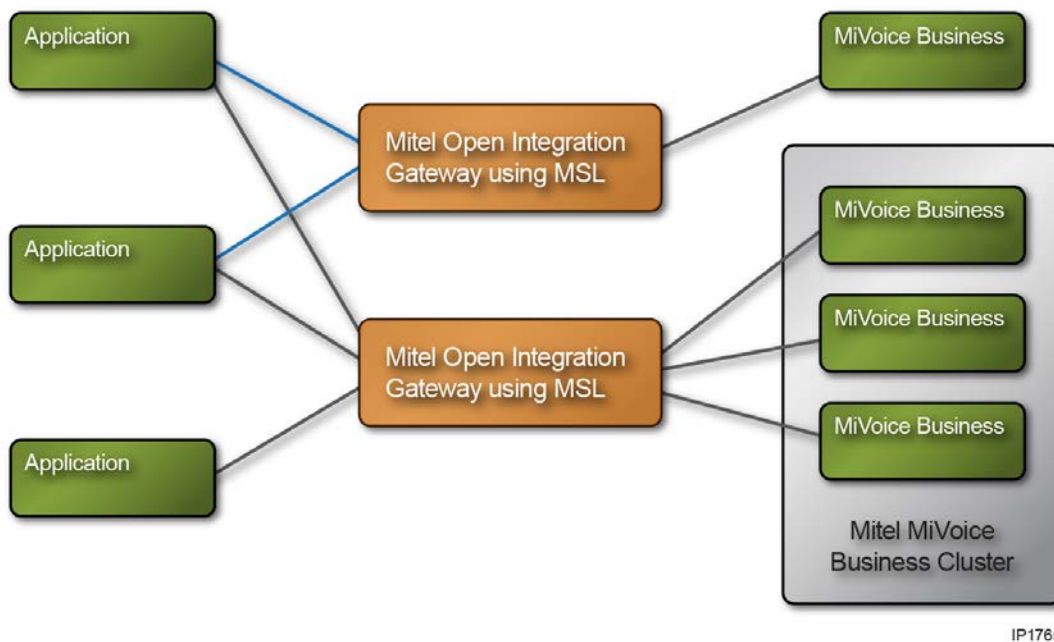 Application
MiVoice Business
Mitel Open Integration
Gateway using MSL
Application
MiVoice Business
MiVoice Business
Mitel Open Integration
Gateway using MSL
MiVoice Business
Application
Mitel MiVoice
Business Cluster